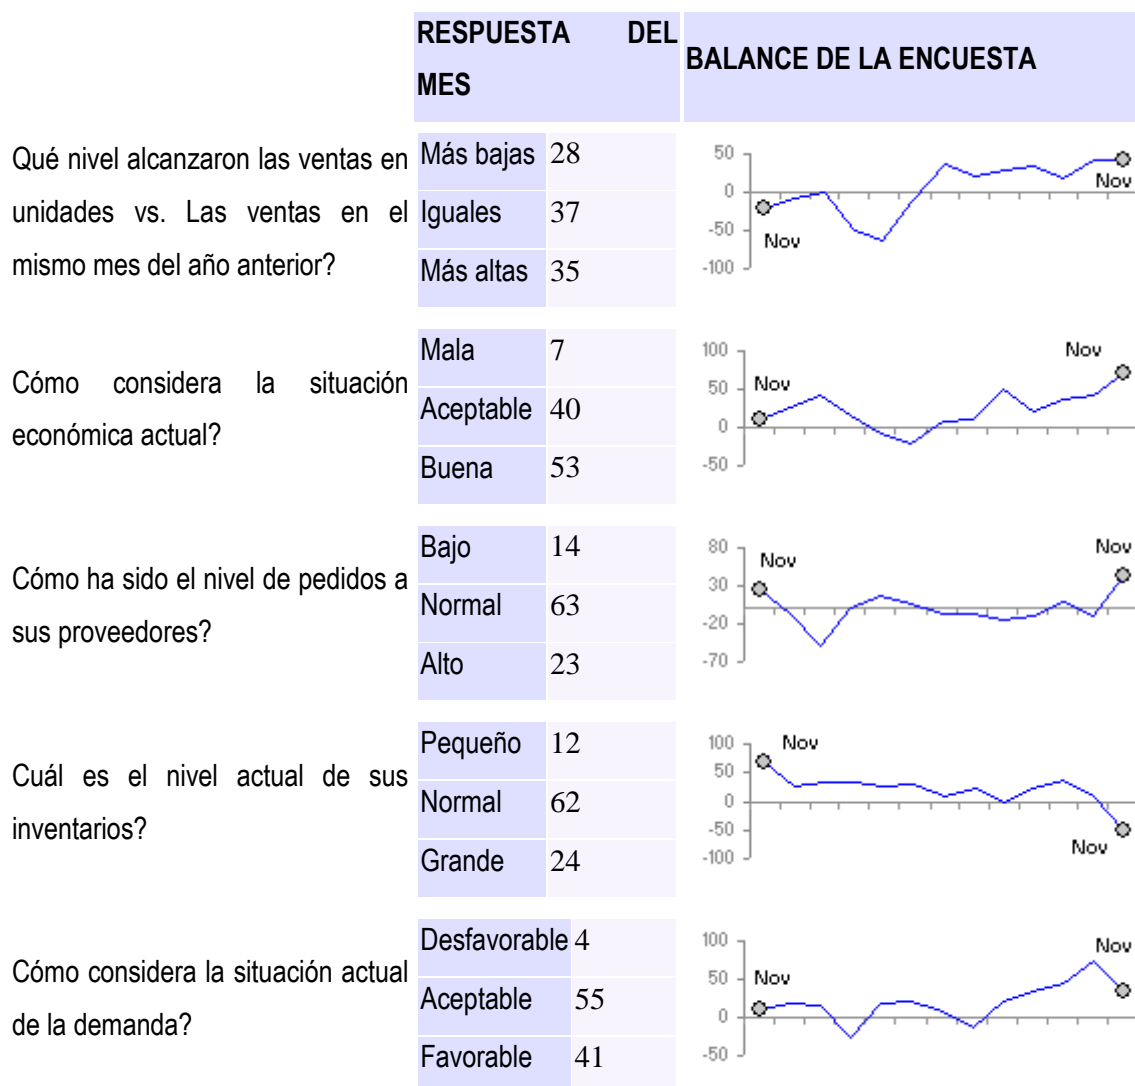 RESPUESTA DEL
MES
BALANCE DE LA ENCUESTA
Qué nivel alcanzaron las ventas en
unidades vs. Las ventas en el
mismo mes del año anterior?
Más bajas 28
Iguales 37
Más altas 35
50
0
-50
-100
Nov
Nov
Cómo considera la situación
económica actual?
Mala 7
Aceptable 40
Buena 53
100
50
0
-50
Nov
Nov
Cómo ha sido el nivel de pedidos a
sus proveedores?
Bajo 14
Normal 63
Alto 23
80
30
-20
-70
Nov
Nov
Cuál es el nivel actual de sus
inventarios?
Pequeño 12
Normal 62
Grande 24
100
50
0
-50
-100
Nov
Nov
Cómo considera la situación actual
de la demanda?
Desfavorable 4
Aceptable 55
Favorable 41
100
50
0
-50
Nov
Nov